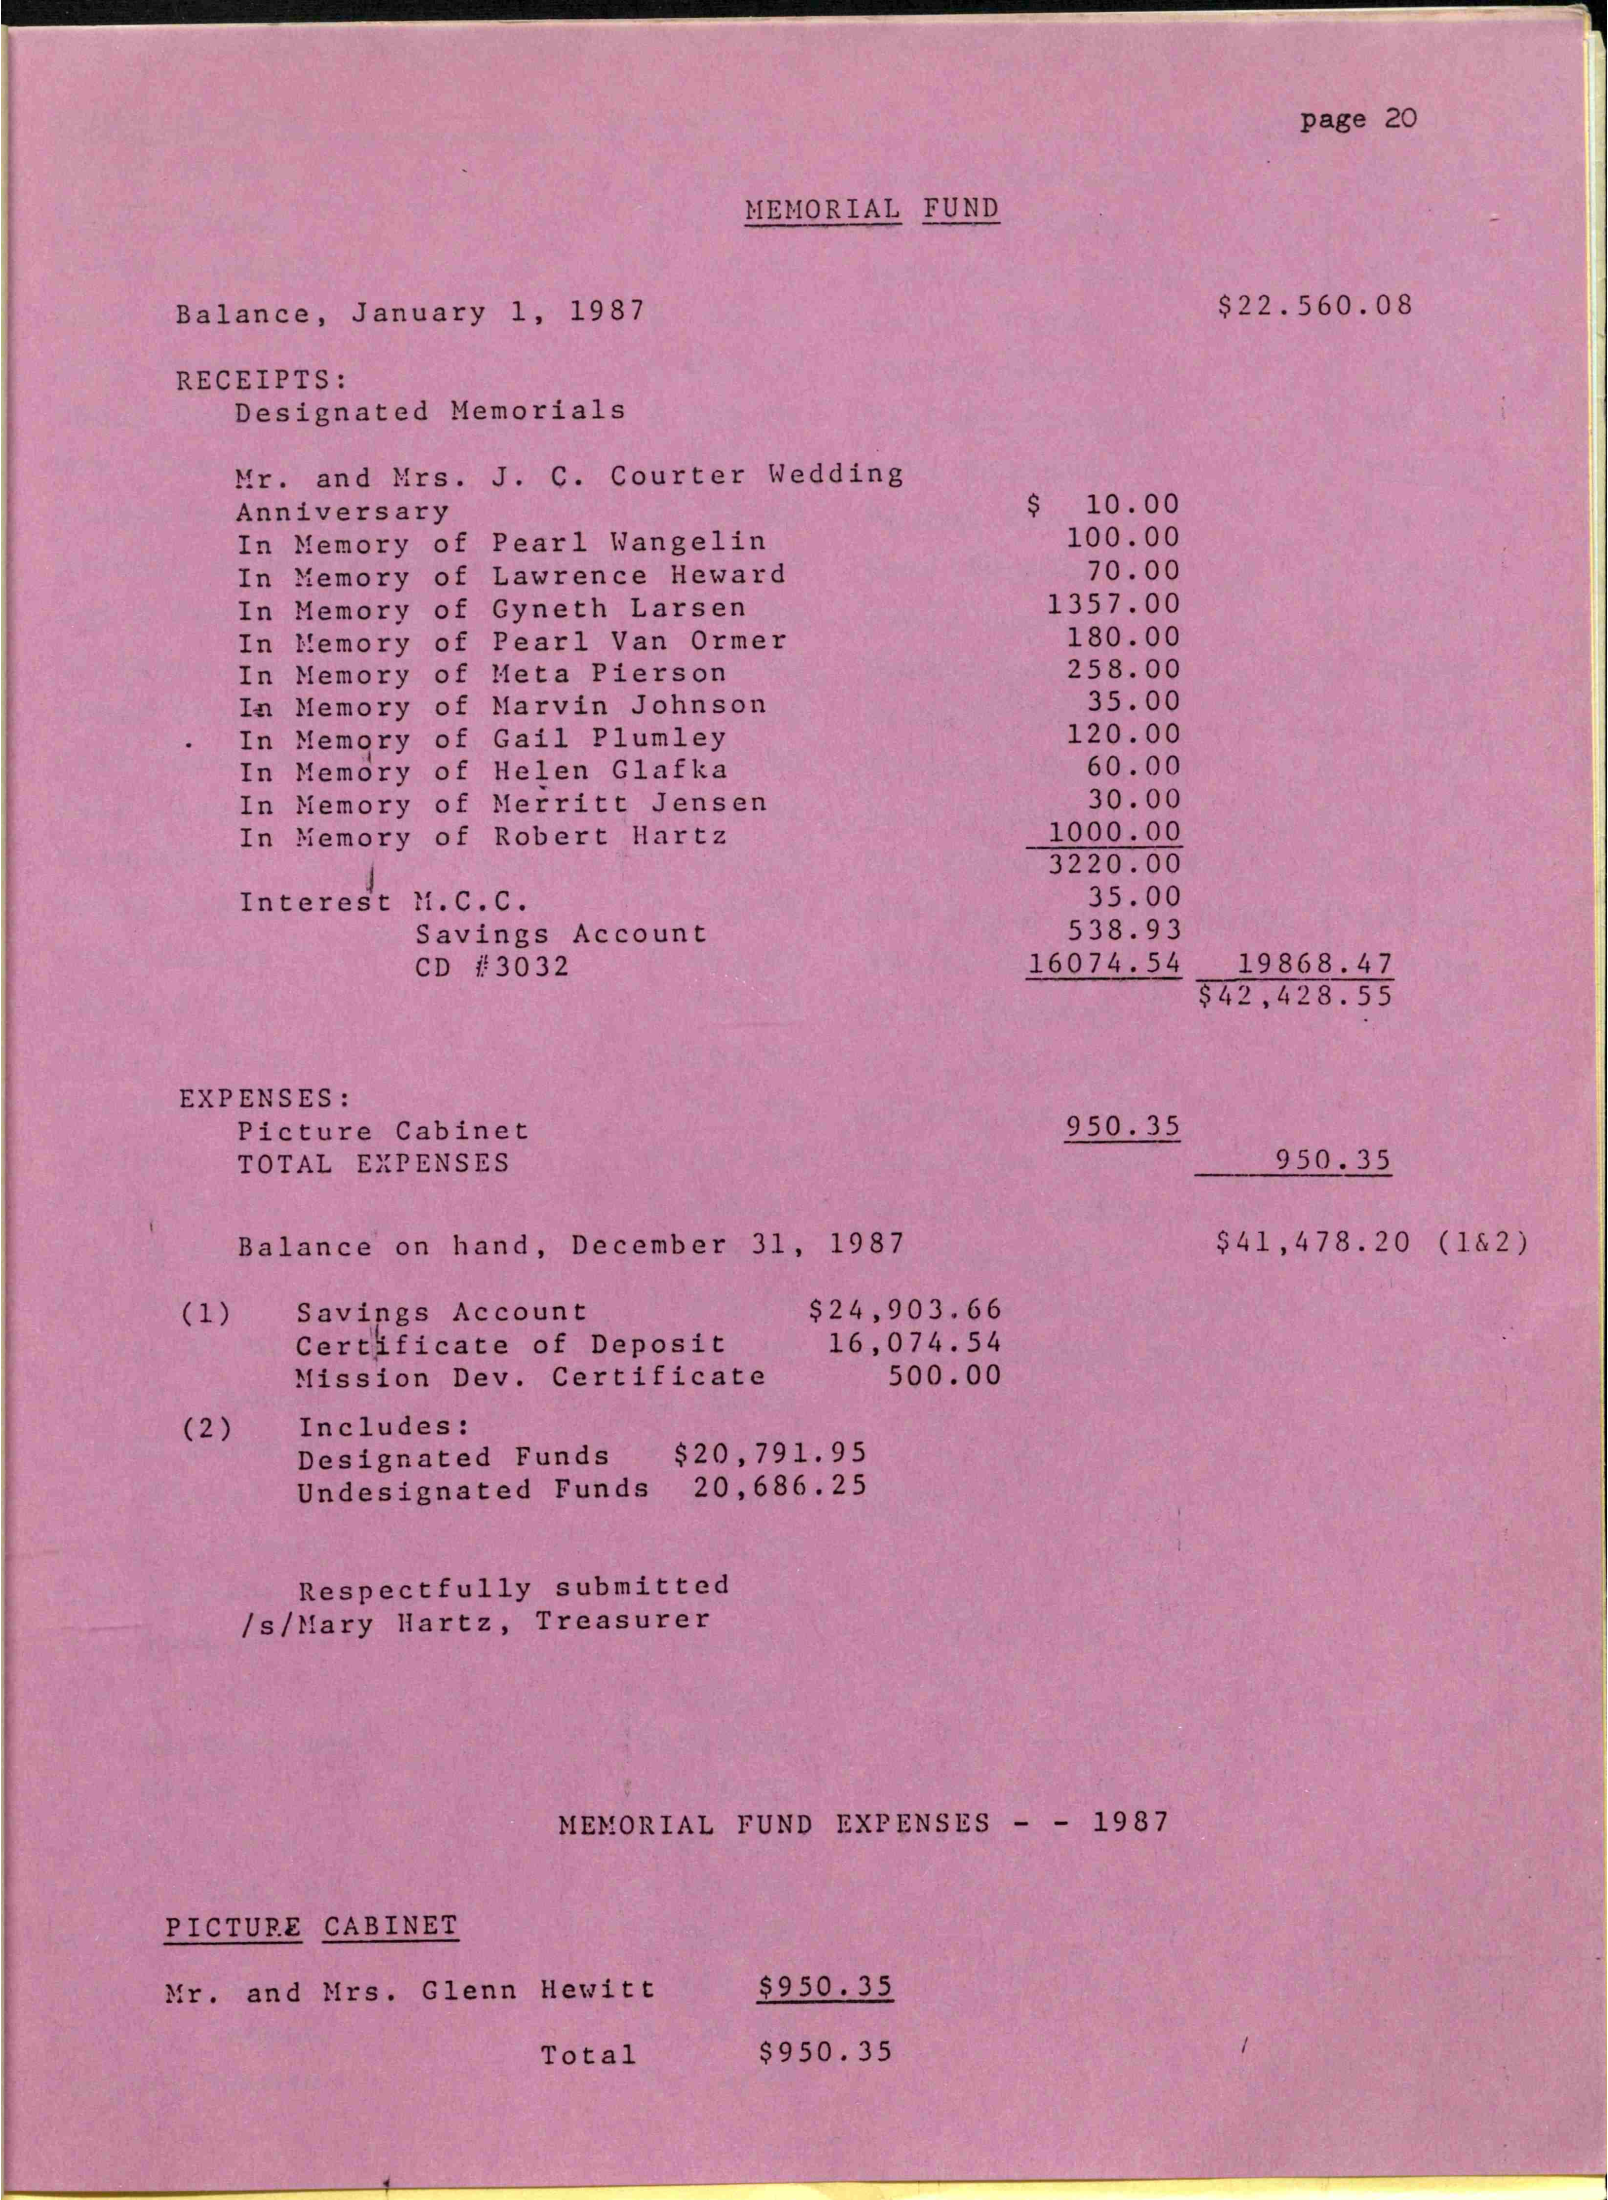 page 20
MEMORIAL FUND
Balance, January 1, 1987 $22.560.08
RECEIPTS:
Designated Memorials
Mr. and Mrs. J. C. Courter Wedding
Anniversary $ 10.00
In Memory of Pearl Wangelin 100.00
In Memory of Lawrence Heward 70.00
In Memory of Gyneth Larsen 1357.00
In Memory of Pearl Van Ormer 180.00
In Memory of Meta Pierson 258.00
In Memory of Marvin Johnson 35.00
In Memory of Gail Plumley 120.00
In Memory of Helen Glafka 60.00
In Memory of Merritt Jensen 30.00
In Memory of Robert Hartz 1000.00
3220.00
Interest M.C.C. 35.00
Savings Account 538.93
CD #3032 16074.54 19868.47
$42,428.55
EXPENSES:
Picture Cabinet 950.35
TOTAL EXPENSES 950.35
Balance on hand, December 31, 1987 $41,478.20 (1&2)
(1) Savings Account $24,903.66
Certificate of Deposit 16,074.54
Mission Dev. Certificate 500.00
(2) Includes:
Designated Funds $20,791.95
Undesignated Funds 20,686.25
Respectfully submitted
/s/Mary Hartz, Treasurer
MEMORIAL FUND EXPENSES - - 1987
PICTURE CABINET
Mr. and Mrs. Glenn Hewitt $950.35
Total $950.35